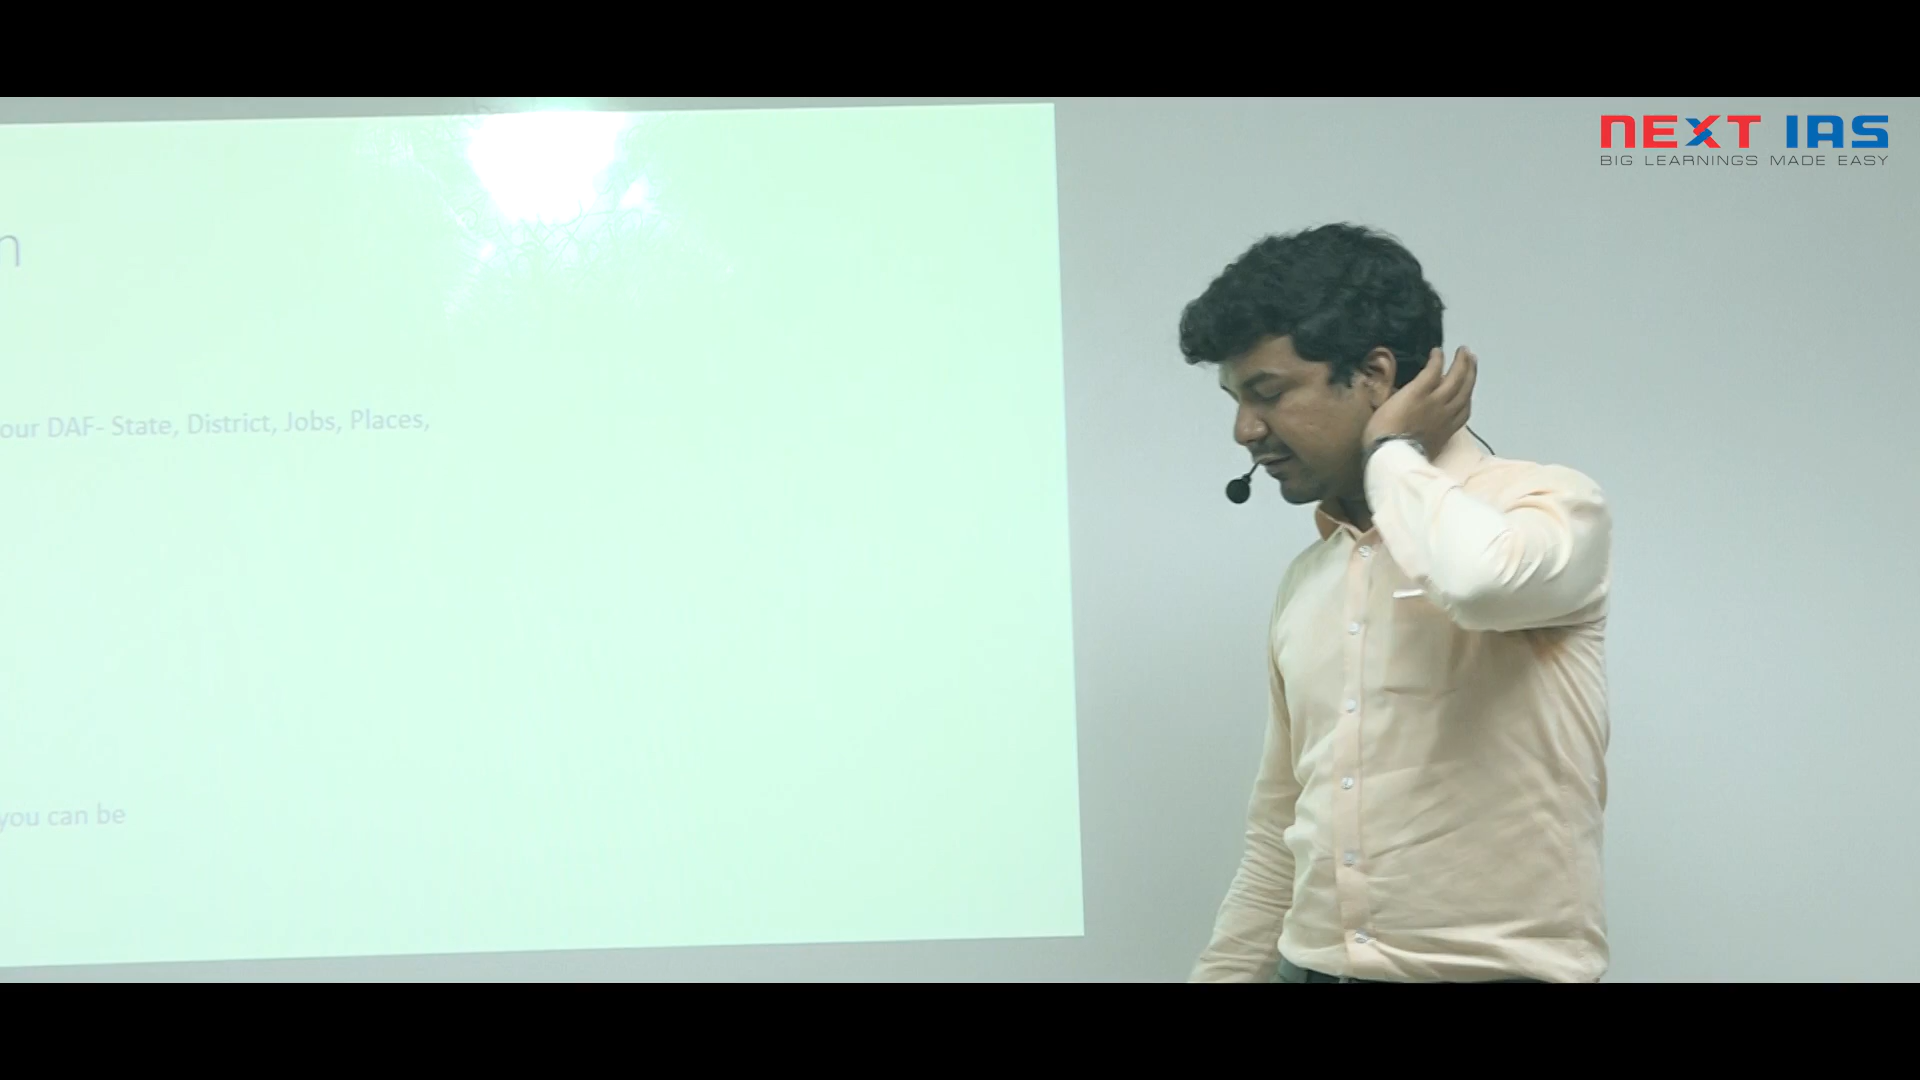 NEXT IAS
BIG LEARNINGS MADE EASY
n
our DAF- State, District, Jobs, Places,
you can be